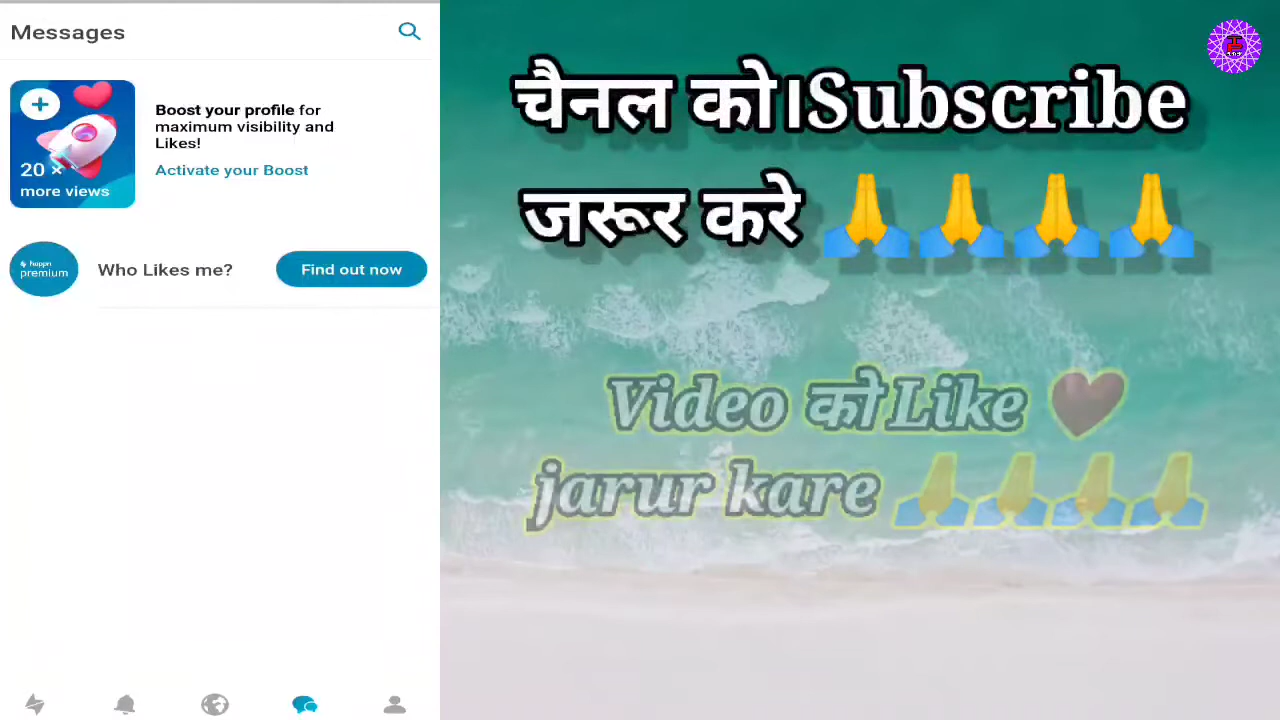 Messages
Boost your profile for
maximum visibility and
Likes!
20 ×
more views
Activate your Boost
happn
premium
Who Likes me?
Find out now
चैनल को।Subscribe
जरूर करे 🙏🙏🙏🙏
Video को Like ❤
jarur kare 🙏🙏🙏🙏